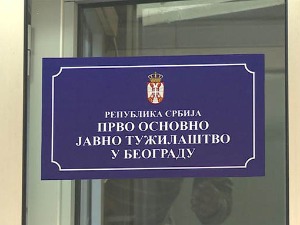 РЕПУБЛИКА СРБИЈА
ПРВО ОСНОВНО
ЈАВНО ТУЖИЛАШТВО
У БЕОГРАДУ